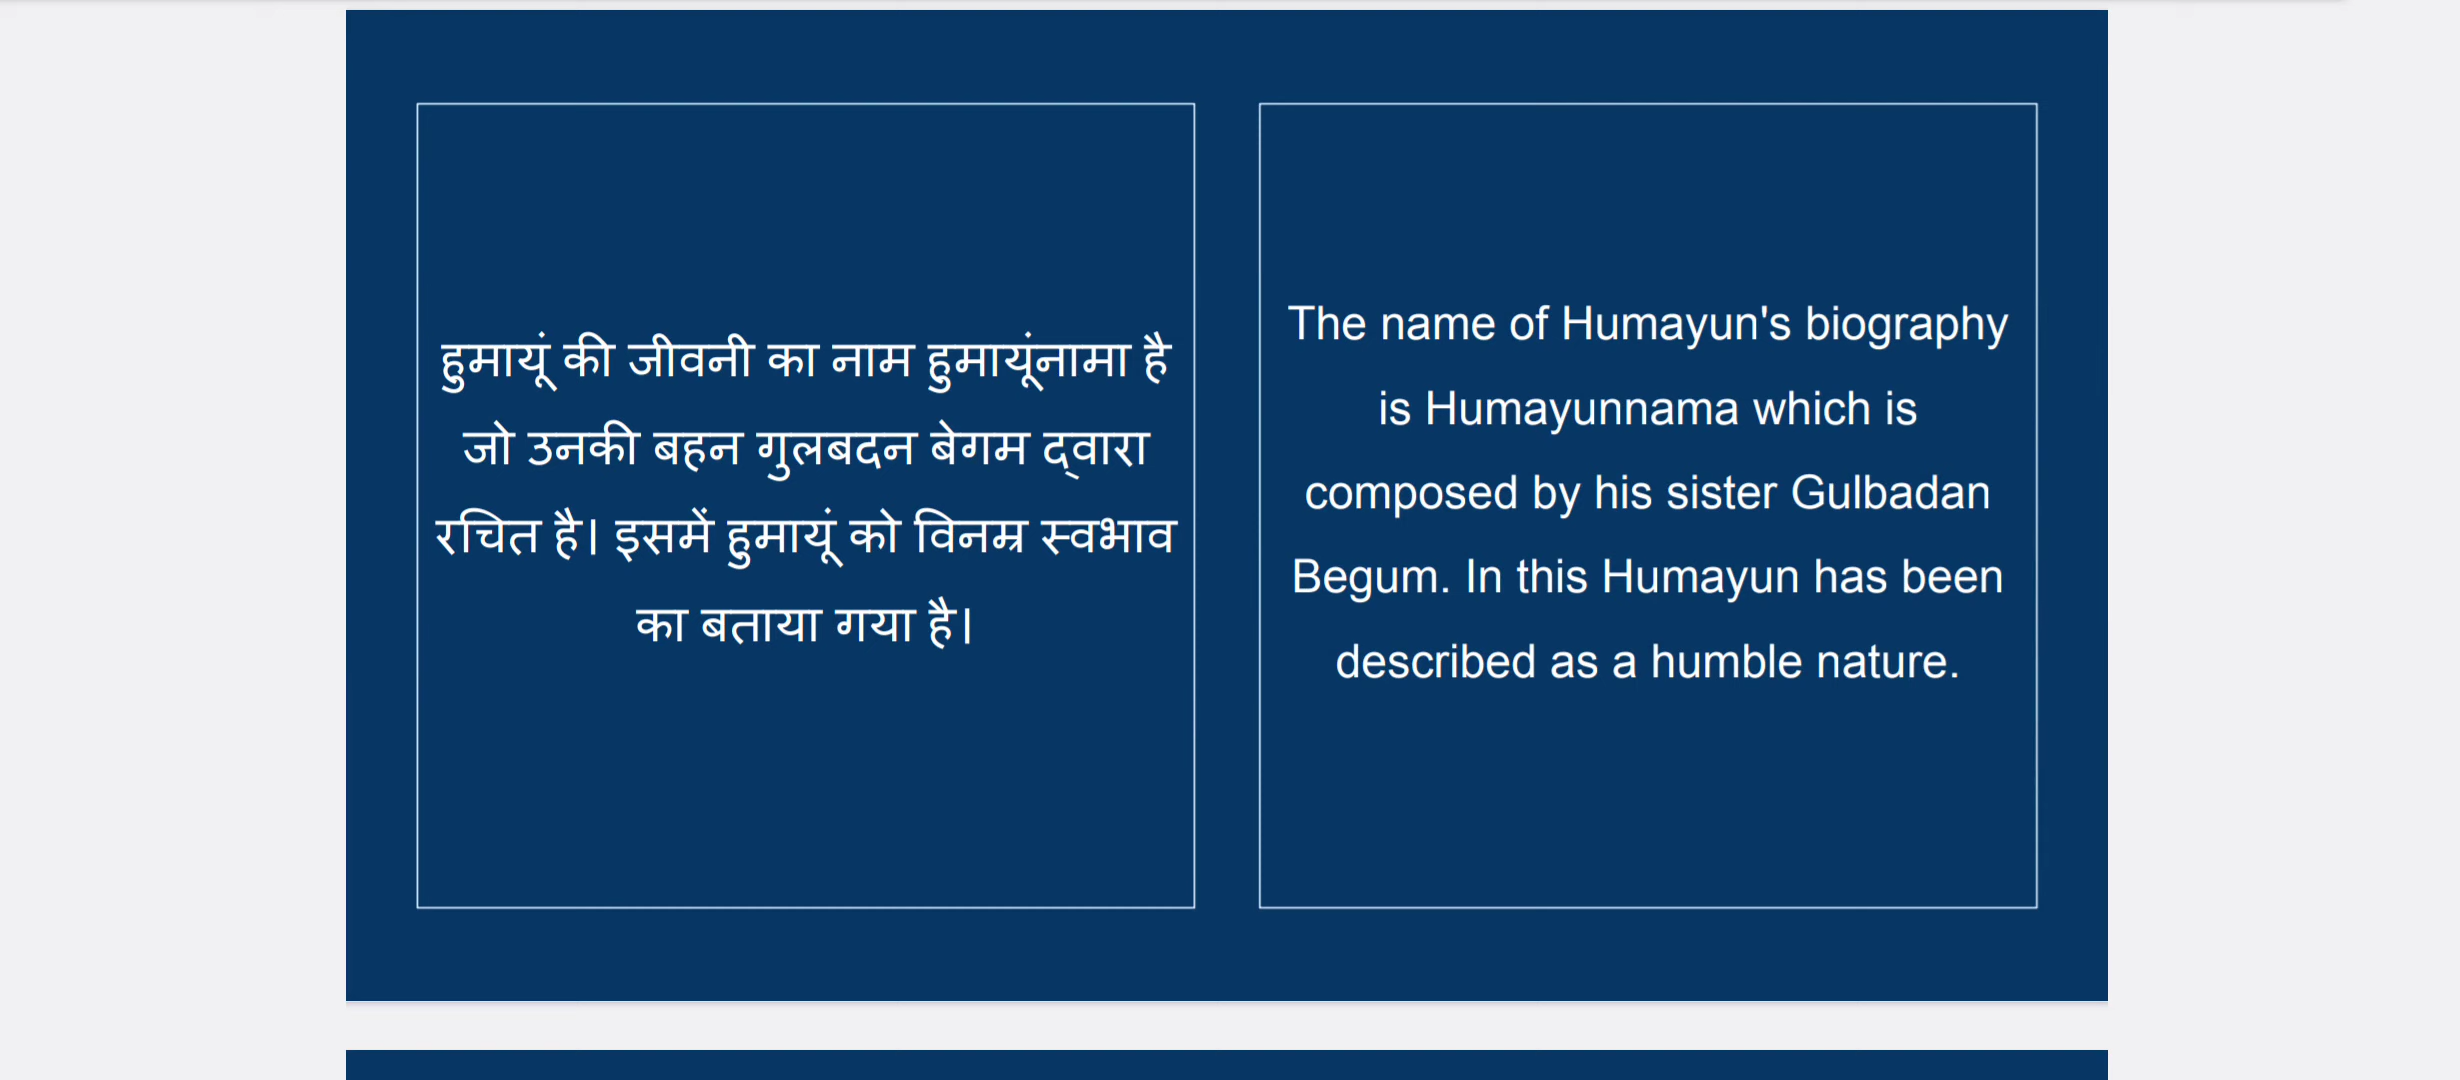 हुमायूं की जीवनी का नाम हुमायूंनामा है
जो उनकी बहन गुलबदन बेगम द्वारा
रचित है। इसमें हुमायूं को विनम्र स्वभाव
का बताया गया है।
The name of Humayun's biography
is Humayunnama which is
composed by his sister Gulbadan
Begum. In this Humayun has been
described as a humble nature.